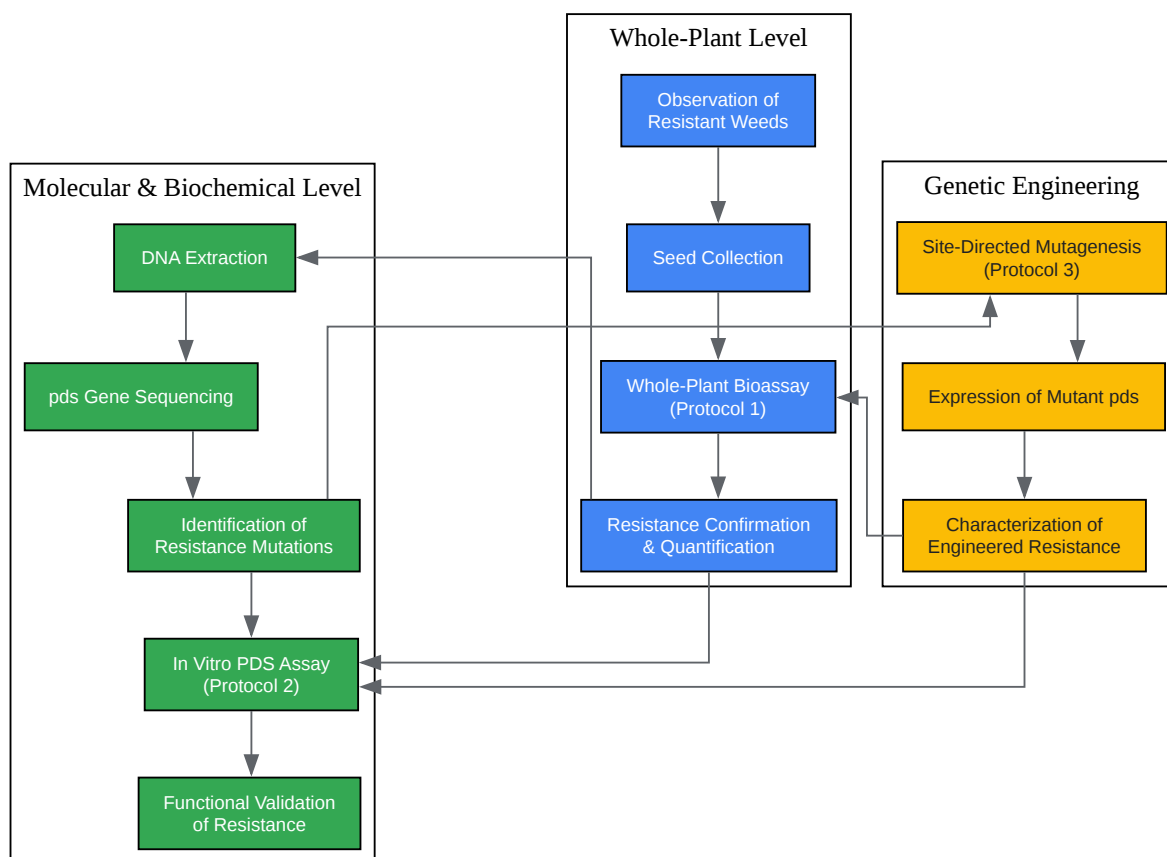 Whole-Plant Level
Observation of
Resistant Weeds
Seed Collection
Whole-Plant Bioassay
(Protocol 1)
Resistance Confirmation
& Quantification
Molecular & Biochemical Level
DNA Extraction
pds Gene Sequencing
Identification of
Resistance Mutations
In Vitro PDS Assay
(Protocol 2)
Functional Validation
of Resistance
Genetic Engineering
Site-Directed Mutagenesis
(Protocol 3)
Expression of Mutant pds
Characterization of
Engineered Resistance